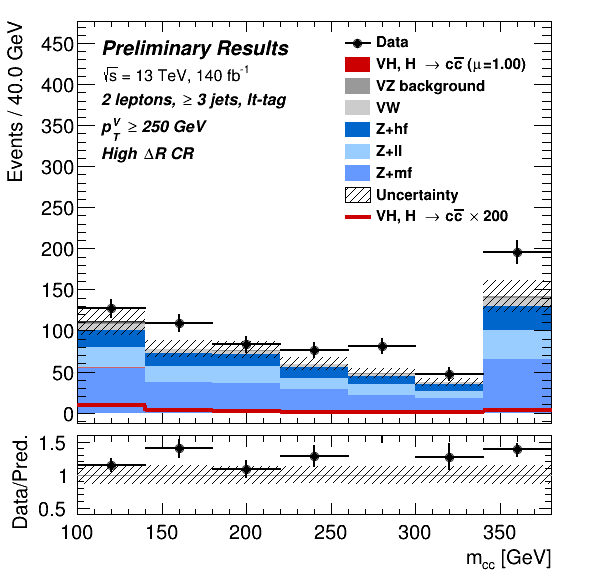 Events / 40.0 GeV
450
400
350
300
250
200
150
100
50
0
Preliminary Results
√s = 13 TeV, 140 fb⁻¹
2 leptons, ≥ 3 jets, lt-tag
p_T^V ≥ 250 GeV
High ΔR CR
Data
VH, H → cc̅ (μ=1.00)
VZ background
VW
Z+hf
Z+ll
Z+mf
Uncertainty
VH, H → cc̅ × 200
Data/Pred.
1.5
1
0.5
100 150 200 250 300 350
m_cc [GeV]